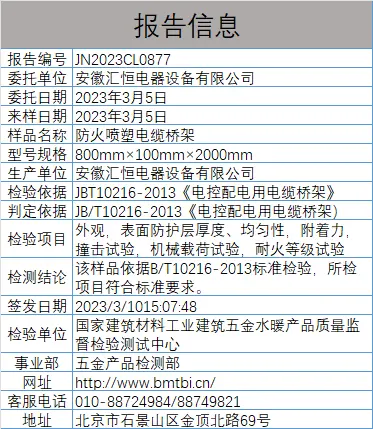 报告信息
报告编号 JN2023CL0877
委托单位 安徽汇恒电器设备有限公司
委托日期 2023年3月5日
来样日期 2023年3月5日
样品名称 防火喷塑电缆桥架
型号规格 800mm×100mm×2000mm
生产单位 安徽汇恒电器设备有限公司
检验依据 JBT10216-2013《电控配电用电缆桥架》
判定依据 JB/T10216-2013《电控配电用电缆桥架》
检验项目 外观，表面防护层厚度、均匀性，附着力，
撞击试验，机械载荷试验，耐火等级试验
检测结论 该样品依据B/T10216-2013标准检验，所检
项目符合标准要求。
签发日期 2023/3/1015:07:48
检验单位 国家建筑材料工业建筑五金水暖产品质量监
督检验测试中心
事业部 五金产品检测部
网址 http://www.bmtbi.cn/
客服电话 010-88724984/88749821
地址 北京市石景山区金顶北路69号